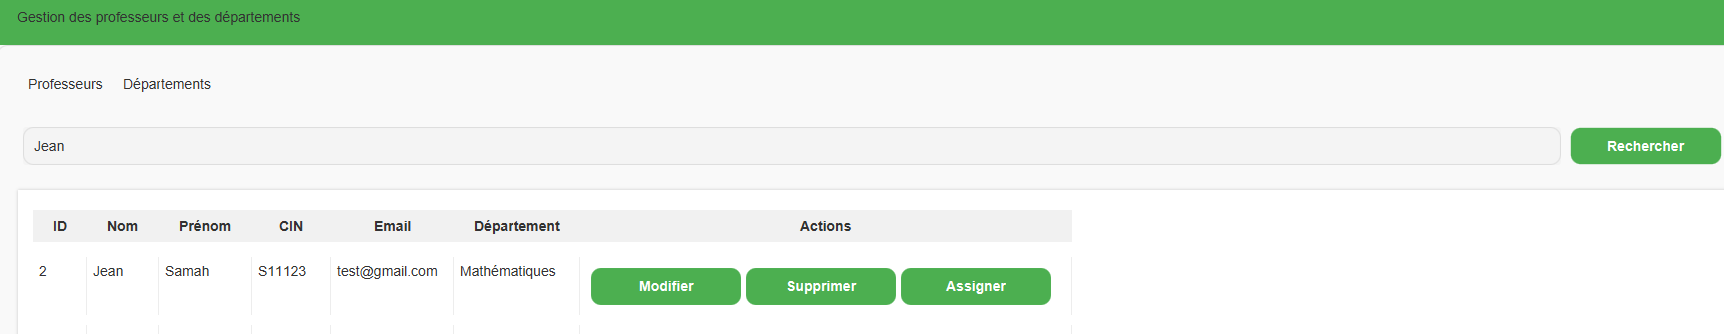 Gestion des professeurs et des départements
Professeurs Départements
Jean Rechercher
ID Nom Prénom CIN Email Département Actions
2 Jean Samah S11123 test@gmail.com Mathématiques Modifier Supprimer Assigner